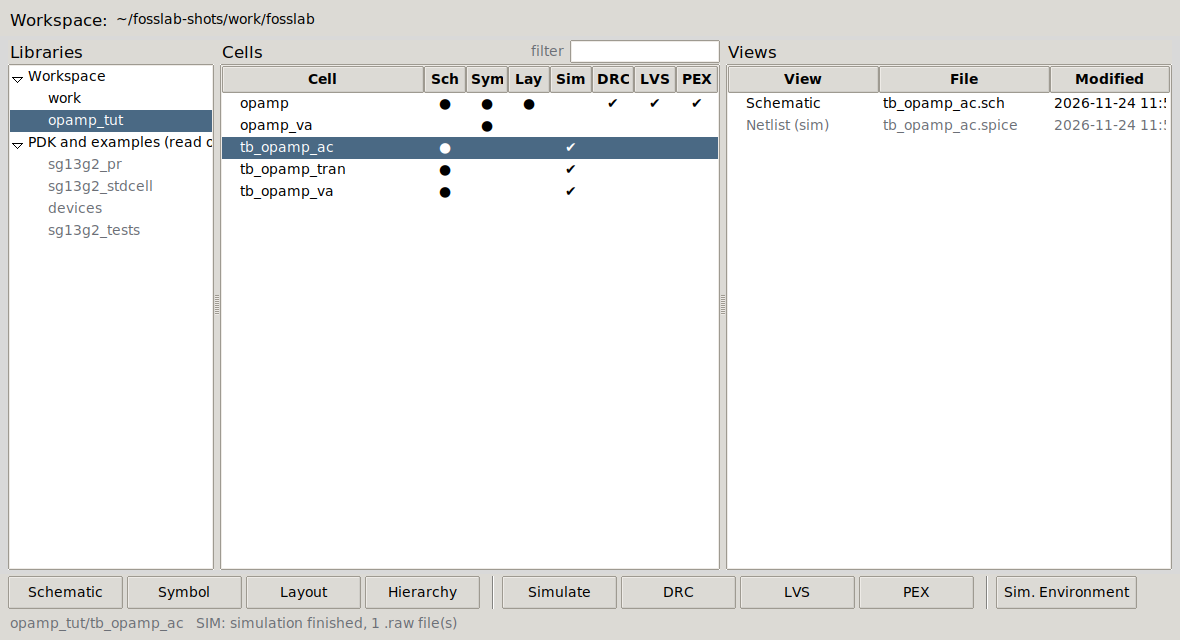 Workspace: ~/fosslab-shots/work/fosslab
Libraries
Workspace
work
opamp_tut
PDK and examples (read
sg13g2_pr
sg13g2_stdcell
devices
sg13g2_tests
Cells
filter
Cell Sch Sym Lay Sim DRC LVS PEX
opamp ● ● ● ✔ ✔ ✔
opamp_va ●
tb_opamp_ac ● ✔
tb_opamp_tran ● ✔
tb_opamp_va ● ✔
Views
View File Modified
Schematic tb_opamp_ac.sch 2026-11-24 11:
Netlist (sim) tb_opamp_ac.spice 2026-11-24 11:
Schematic Symbol Layout Hierarchy Simulate DRC LVS PEX Sim. Environment
opamp_tut/tb_opamp_ac SIM: simulation finished, 1 .raw file(s)